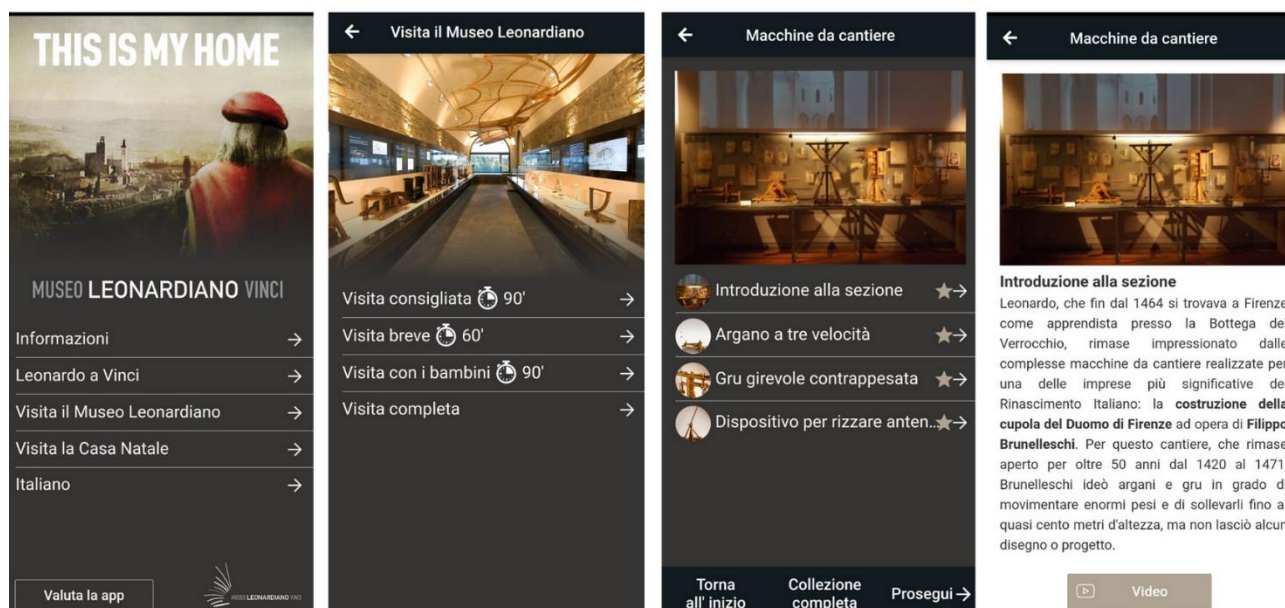 THIS IS MY HOME
MUSEO LEONARDIANO VINCI
Informazioni
Leonardo a Vinci
Visita il Museo Leonardiano
Visita la Casa Natale
Italiano
Valuta la app
MUSEO LEONARDIANO VINCI
Visita il Museo Leonardiano
Visita consigliata 90'
Visita breve 60'
Visita con i bambini 90'
Visita completa
Macchine da cantiere
Introduzione alla sezione
Argano a tre velocità
Gru girevole contrappesata
Dispositivo per rizzare anten...
Torna
all' inizio
Collezione
completa
Prosegui
Macchine da cantiere
Introduzione alla sezione
Leonardo, che fin dal 1464 si trovava a Firenze
come apprendista presso la Bottega del
Verrocchio, rimase impressionato dalle
complesse macchine da cantiere realizzate per
una delle imprese più significative del
Rinascimento Italiano: la costruzione della
cupola del Duomo di Firenze ad opera di Filippo
Brunelleschi. Per questo cantiere, che rimase
aperto per oltre 50 anni dal 1420 al 1471,
Brunelleschi ideò argani e gru in grado di
movimentare enormi pesi e di sollevarli fino a
quasi cento metri d'altezza, ma non lasciò alcun
disegno o progetto.
Video